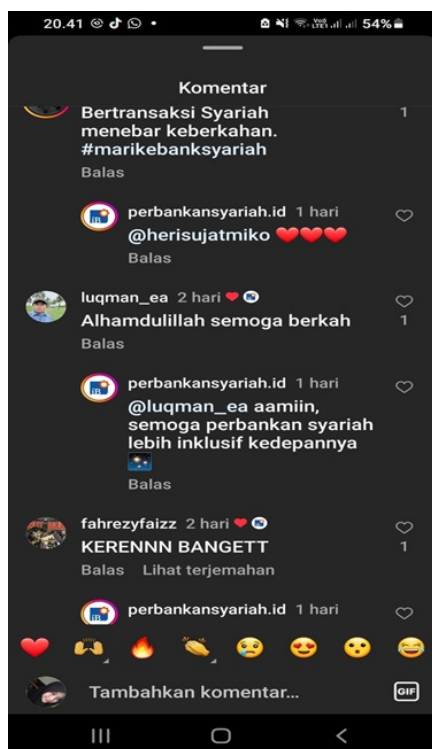 20.41
54%
Komentar
Bertransaksi Syariah
menebar keberkahan.
#marikebanksyariah
1
Balas
perbankansyariah.id 1 hari
@herisujatmiko ❤️❤️❤️
Balas
luqman_ea 2 hari
Alhamdulillah semoga berkah
1
Balas
perbankansyariah.id 1 hari
@luqman_ea aamiin,
semoga perbankan syariah
lebih inklusif kedepannya
Balas
fahrezyfaizz 2 hari
KERENNN BANGETT
1
Balas Lihat terjemahan
perbankansyariah.id 1 hari
Tambahkan komentar...
GIF